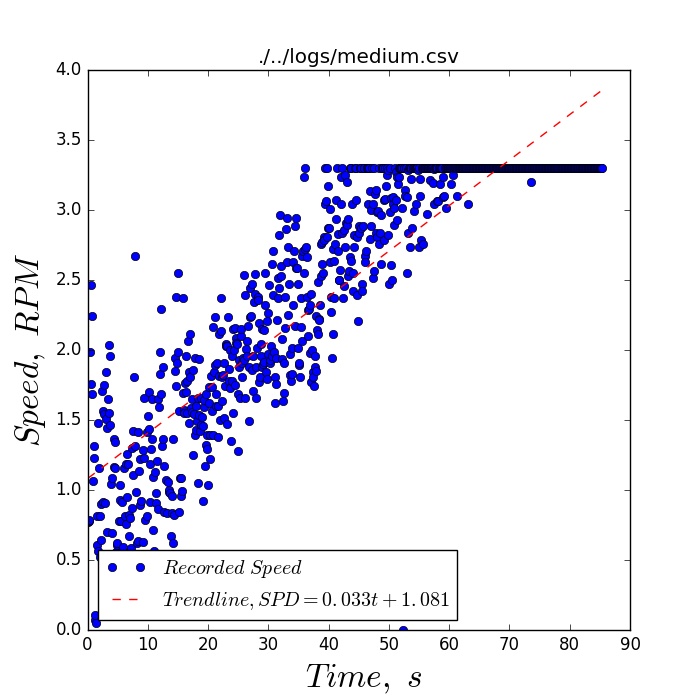 ./../logs/medium.csv
4.0
3.5
3.0
2.5
2.0
1.5
1.0
0.5
0.0
Speed, RPM
Recorded Speed
Trendline, SPD = 0.033t + 1.081
0 10 20 30 40 50 60 70 80 90
Time, s